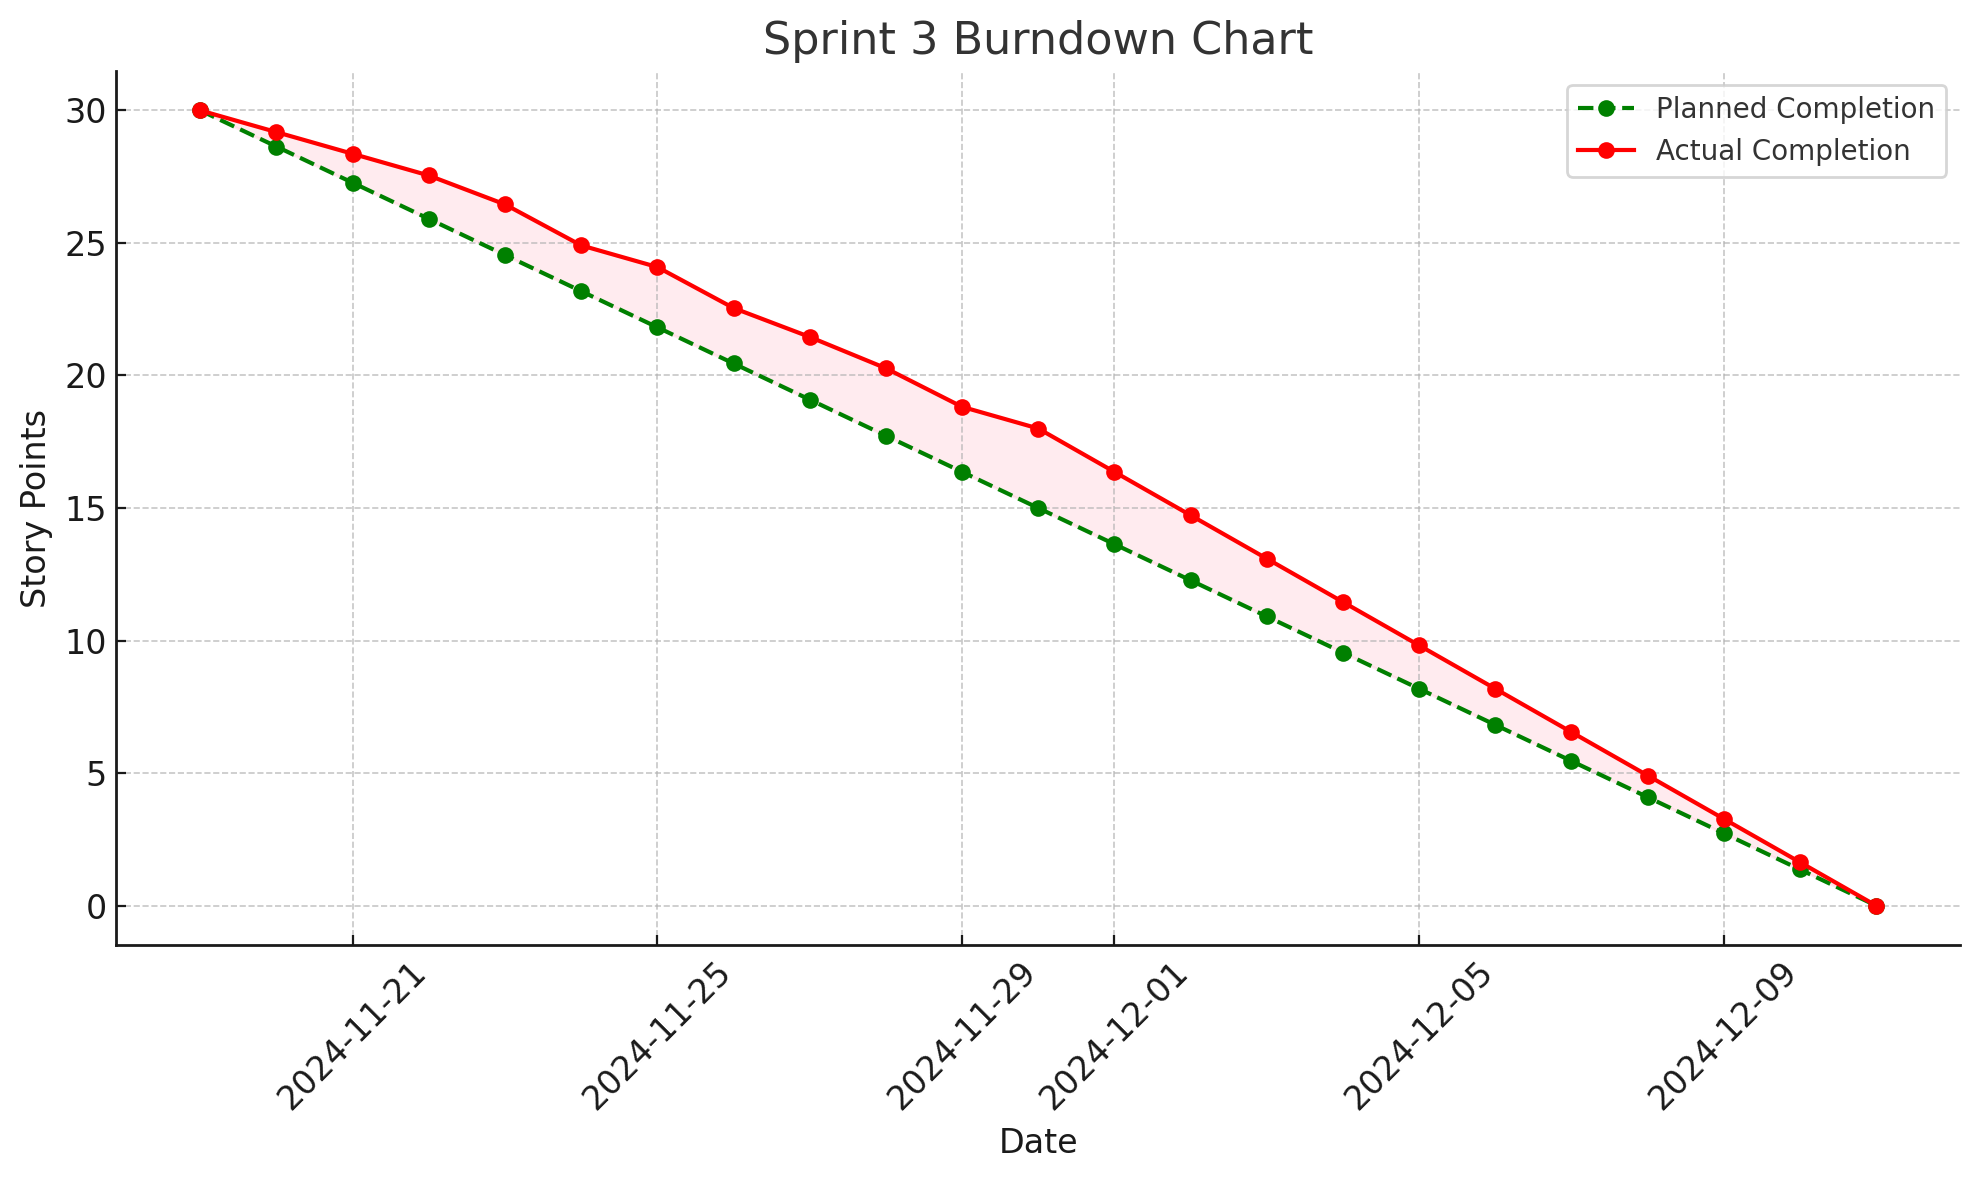 Sprint 3 Burndown Chart
Planned Completion
Actual Completion
Story Points
30
25
20
15
10
5
0
2024-11-21
2024-11-25
2024-11-29
2024-12-01
2024-12-05
2024-12-09
Date